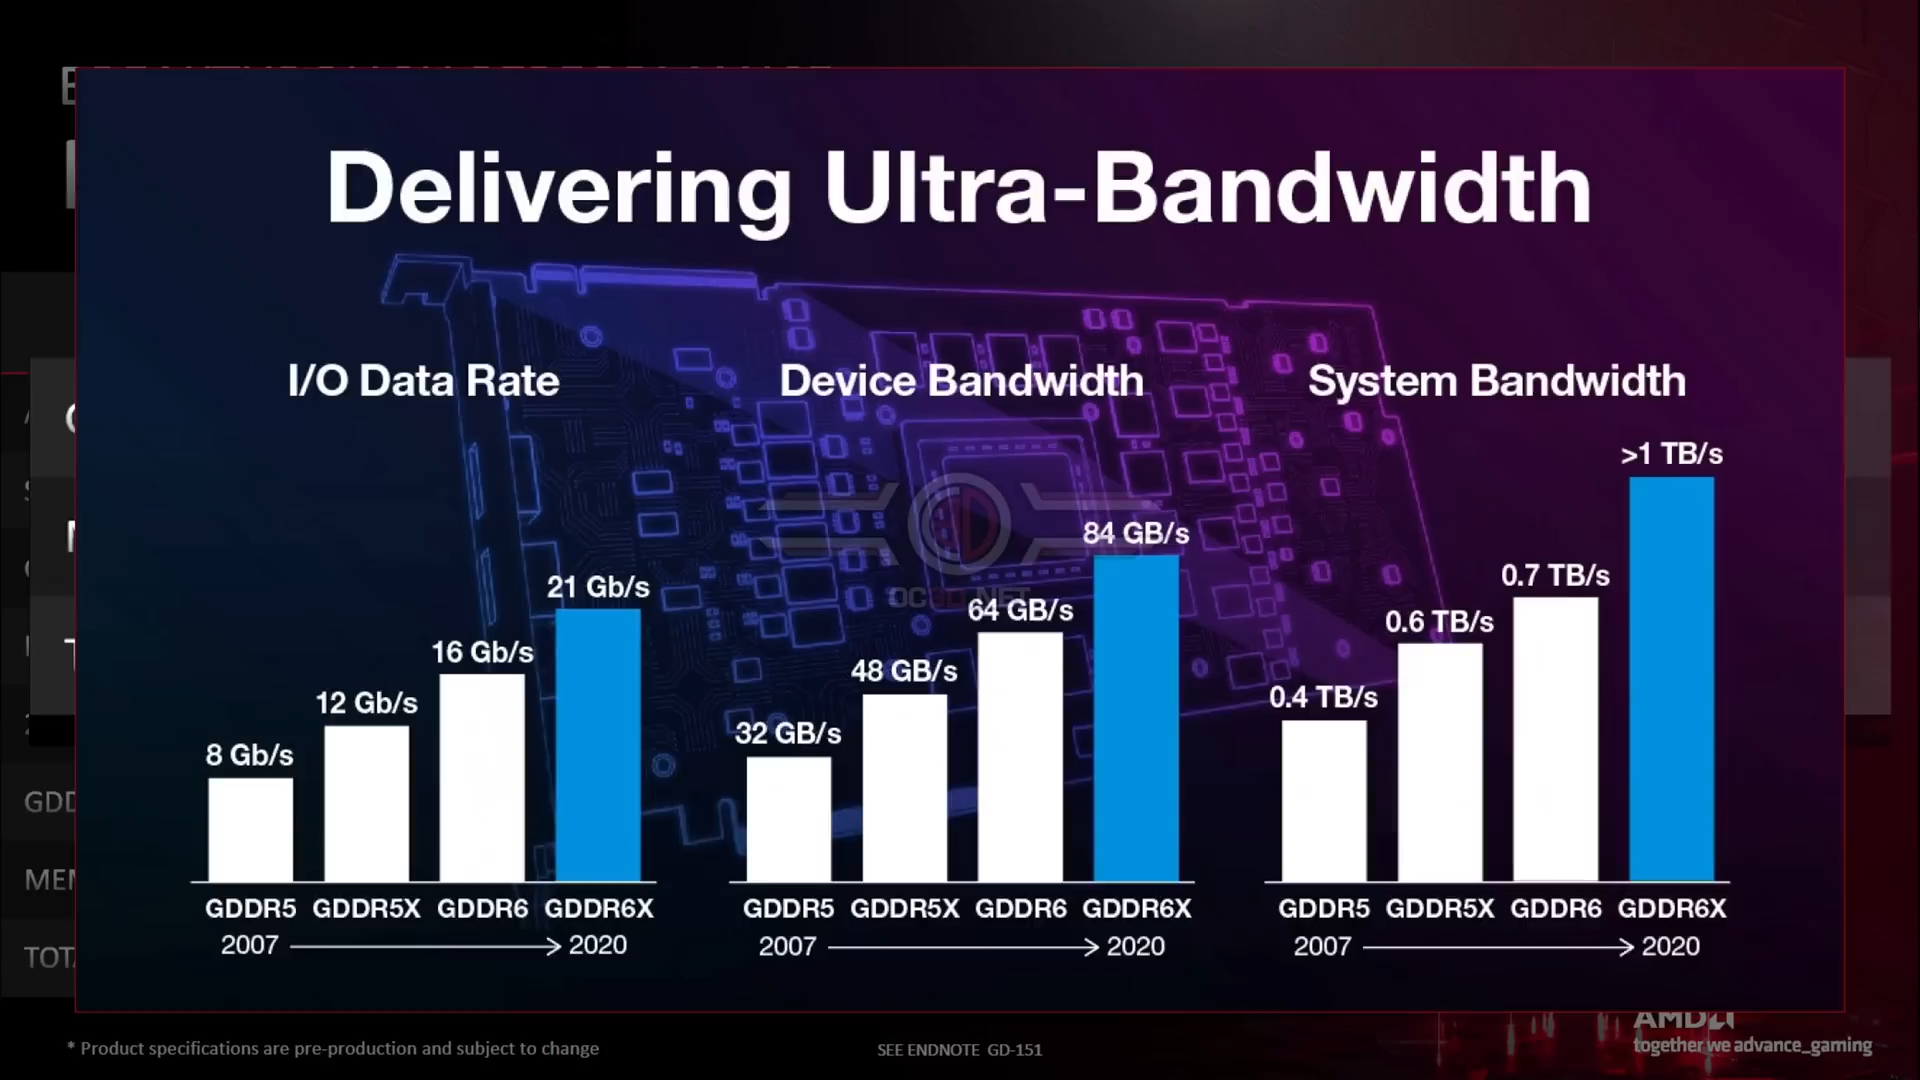 Delivering Ultra-Bandwidth
I/O Data Rate
8 Gb/s
12 Gb/s
16 Gb/s
21 Gb/s
GDDR5 GDDR5X GDDR6 GDDR6X
2007 → 2020
Device Bandwidth
32 GB/s
48 GB/s
64 GB/s
84 GB/s
GDDR5 GDDR5X GDDR6 GDDR6X
2007 → 2020
System Bandwidth
0.4 TB/s
0.6 TB/s
0.7 TB/s
>1 TB/s
GDDR5 GDDR5X GDDR6 GDDR6X
2007 → 2020
OC3D.NET
* Product specifications are pre-production and subject to change
SEE ENDNOTE GD-151
AMD
together we advance_gaming